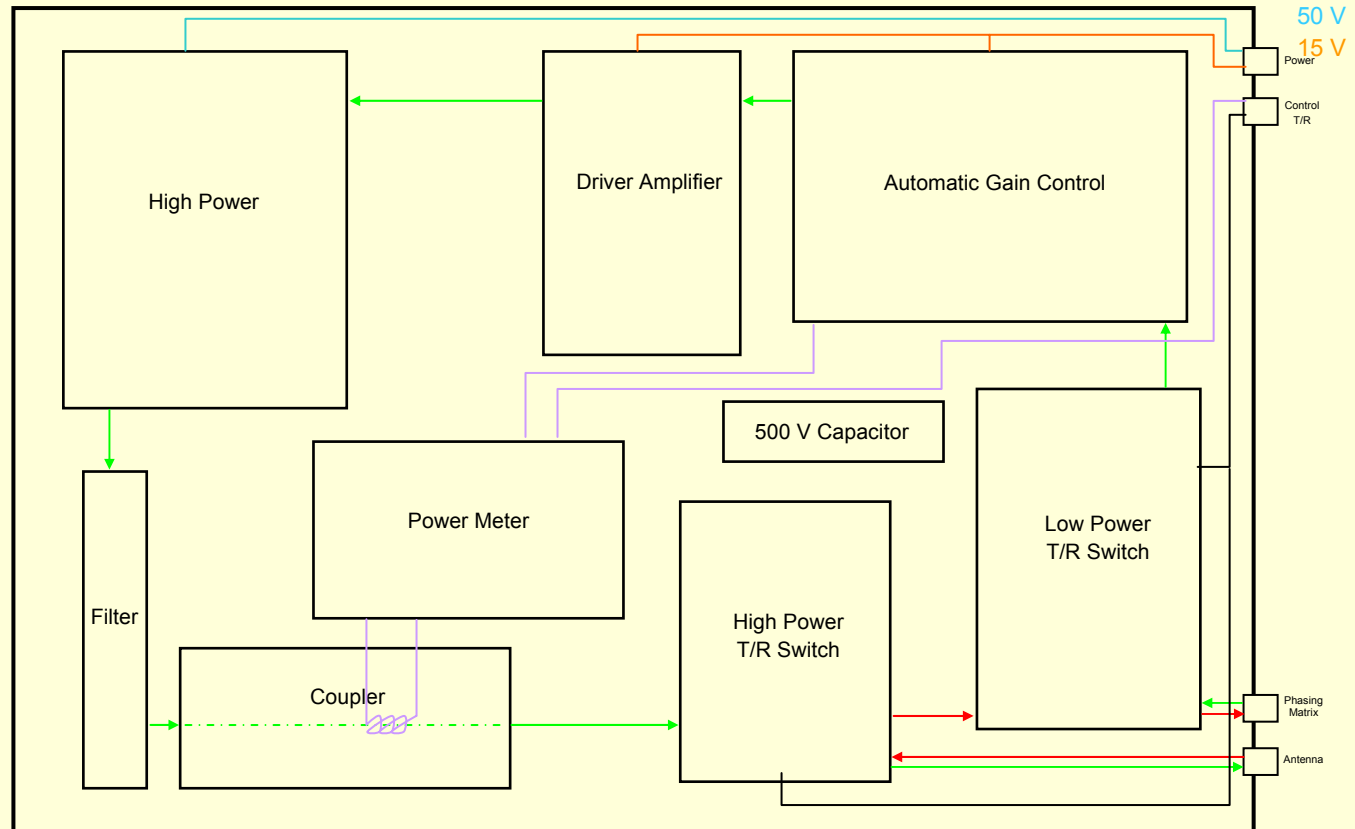 50 V
15 V
Power
Control
T/R
High Power
Driver Amplifier
Automatic Gain Control
500 V Capacitor
Power Meter
Low Power
T/R Switch
Filter
High Power
T/R Switch
Coupler
Phasing
Matrix
Antenna